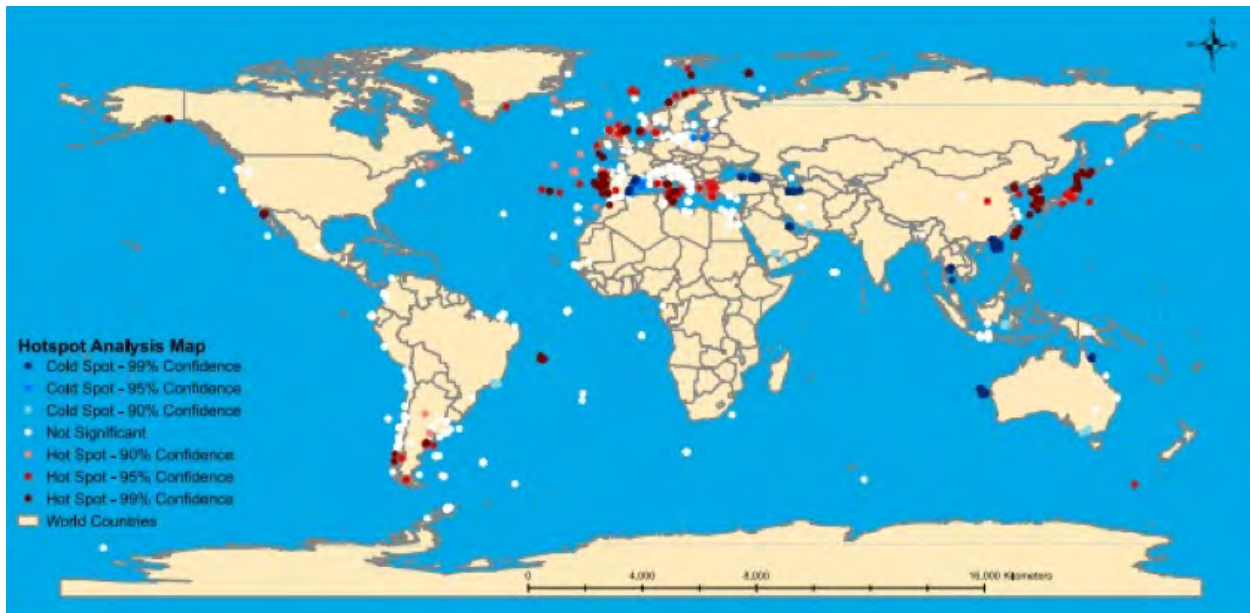 N
Hotspot Analysis Map
Cold Spot - 99% Confidence
Cold Spot - 95% Confidence
Cold Spot - 90% Confidence
Not Significant
Hot Spot - 90% Confidence
Hot Spot - 95% Confidence
Hot Spot - 99% Confidence
World Countries
0 4,000 8,000 16,000 Kilometers